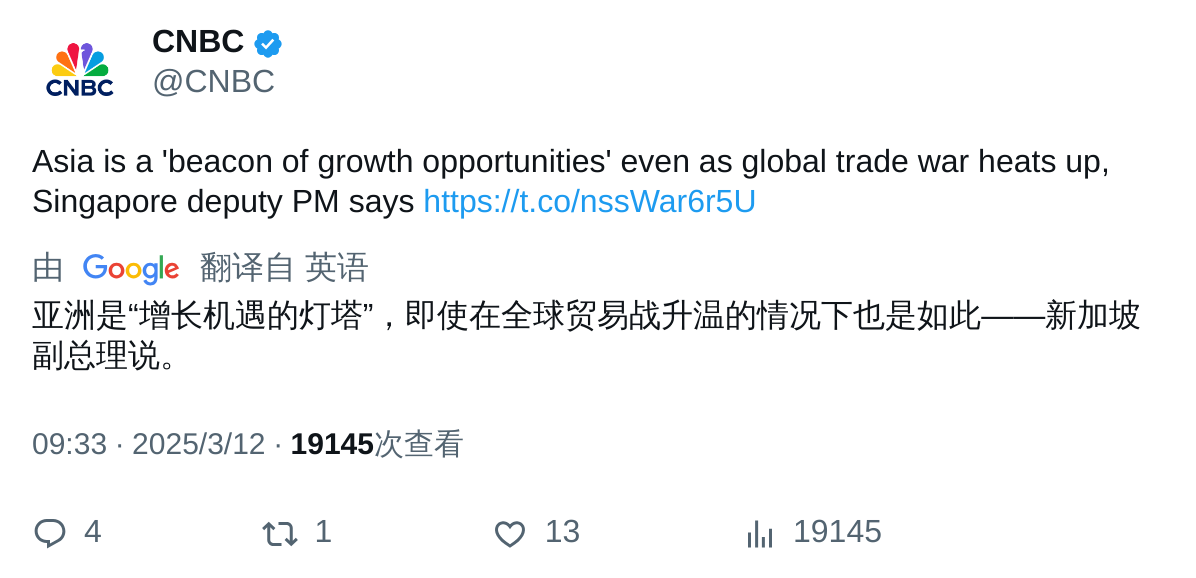 CNBC
CNBC
@CNBC
Asia is a 'beacon of growth opportunities' even as global trade war heats up,
Singapore deputy PM says https://t.co/nssWar6r5U
由 Google 翻译自 英语
亚洲是“增长机遇的灯塔”，即使在全球贸易战升温的情况下也是如此——新加坡
副总理说。
09:33 · 2025/3/12 · 19145次查看
4 1 13 19145